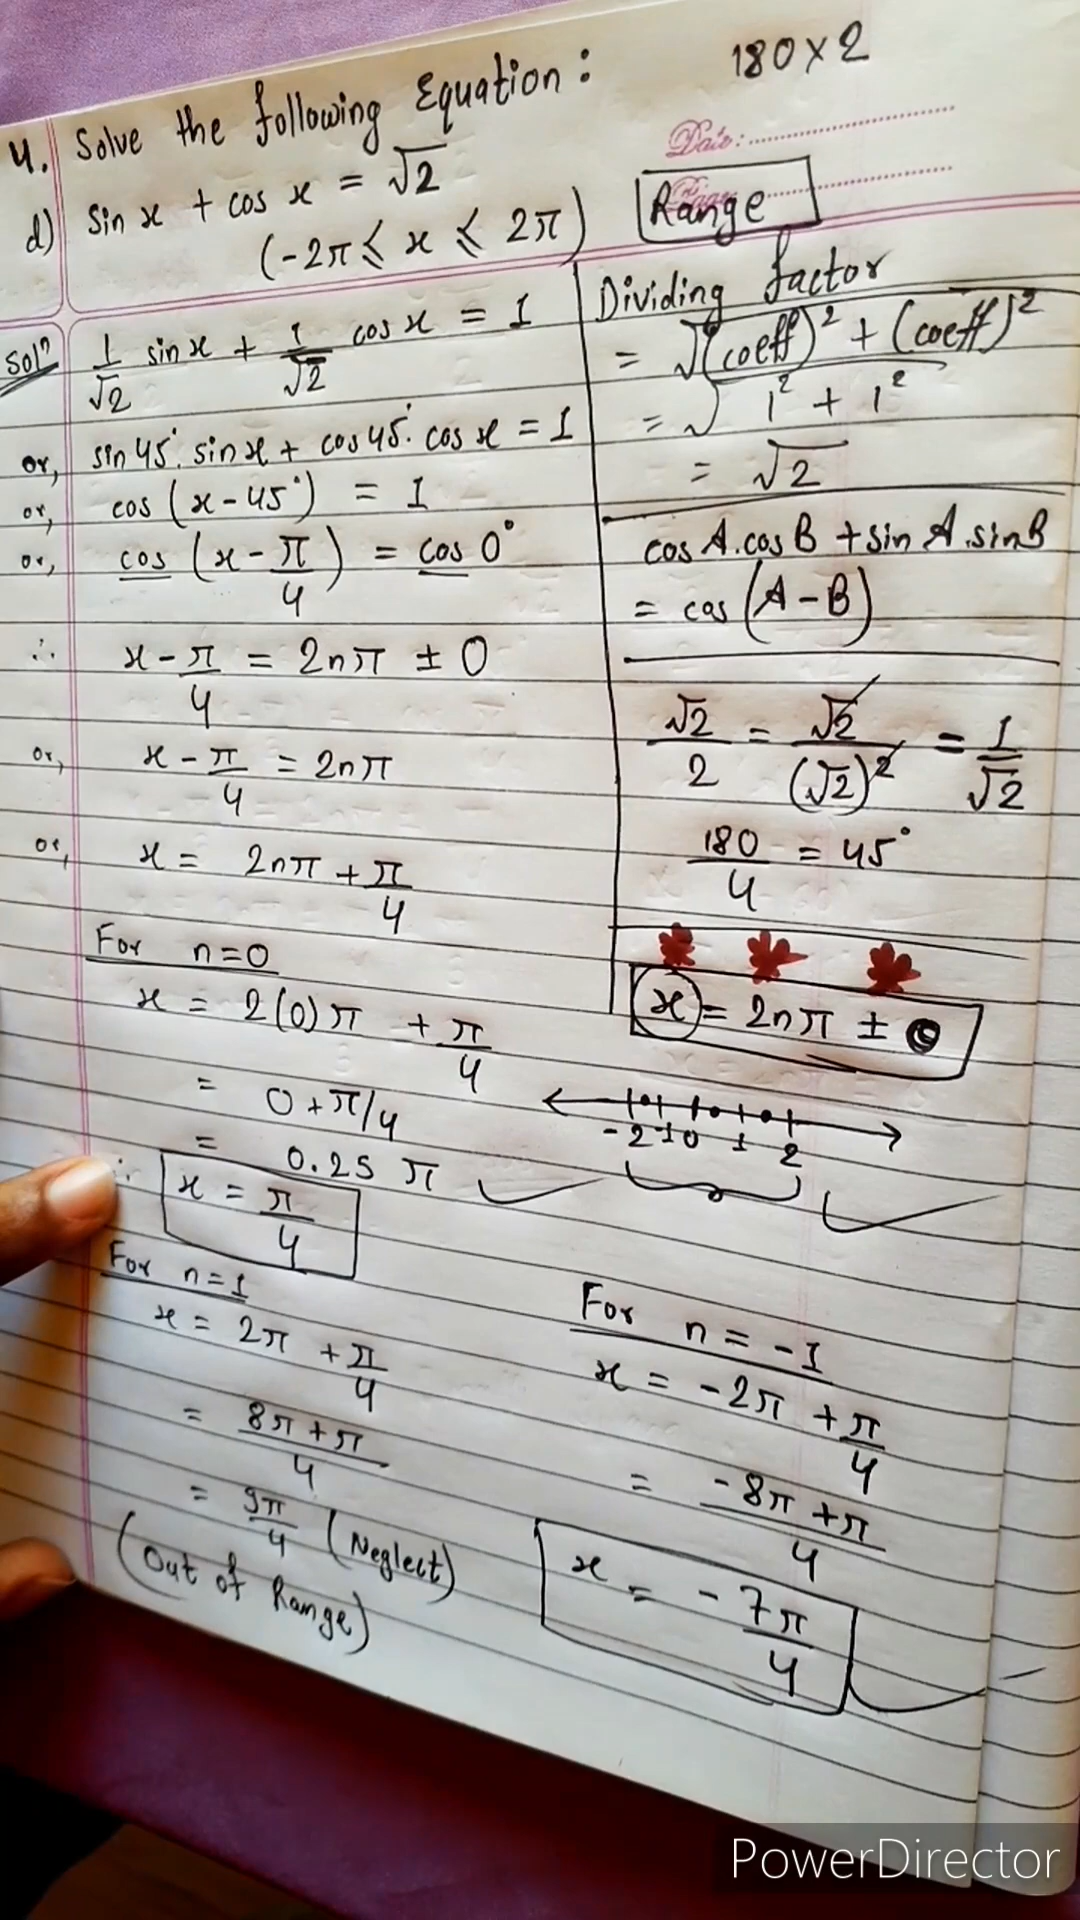 180 × 2
4. Solve the following Equation :
d) sin x + cos x = √2
(-2π ≤ x ≤ 2π)
Date:
Range
Solⁿ 1/√2 sin x + 1/√2 cos x = 1
or, sin 45°. sin x + cos 45°. cos x = 1
or, cos (x - 45°) = 1
or, cos (x - π/4) = cos 0°
∴ x - π/4 = 2nπ ± 0
or, x - π/4 = 2nπ
or, x = 2nπ + π/4
For n = 0
x = 2(0)π + π/4
= 0 + π/4
= 0.25 π
∴ x = π/4
For n = 1
x = 2π + π/4
= 8π + π/4
= 9π/4 (Neglect)
(Out of Range)
Dividing factor
= √(coeff)² + (coeff)²
= √1² + 1²
= √2
cos A. cos B + sin A. sin B
= cos (A - B)
√2/2 = √2/(√2)² = 1/√2
180/4 = 45°
x = 2nπ ±
-2 -1 0 1 2
For n = -1
x = -2π + π/4
= -8π + π/4
x = -7π/4
PowerDirector